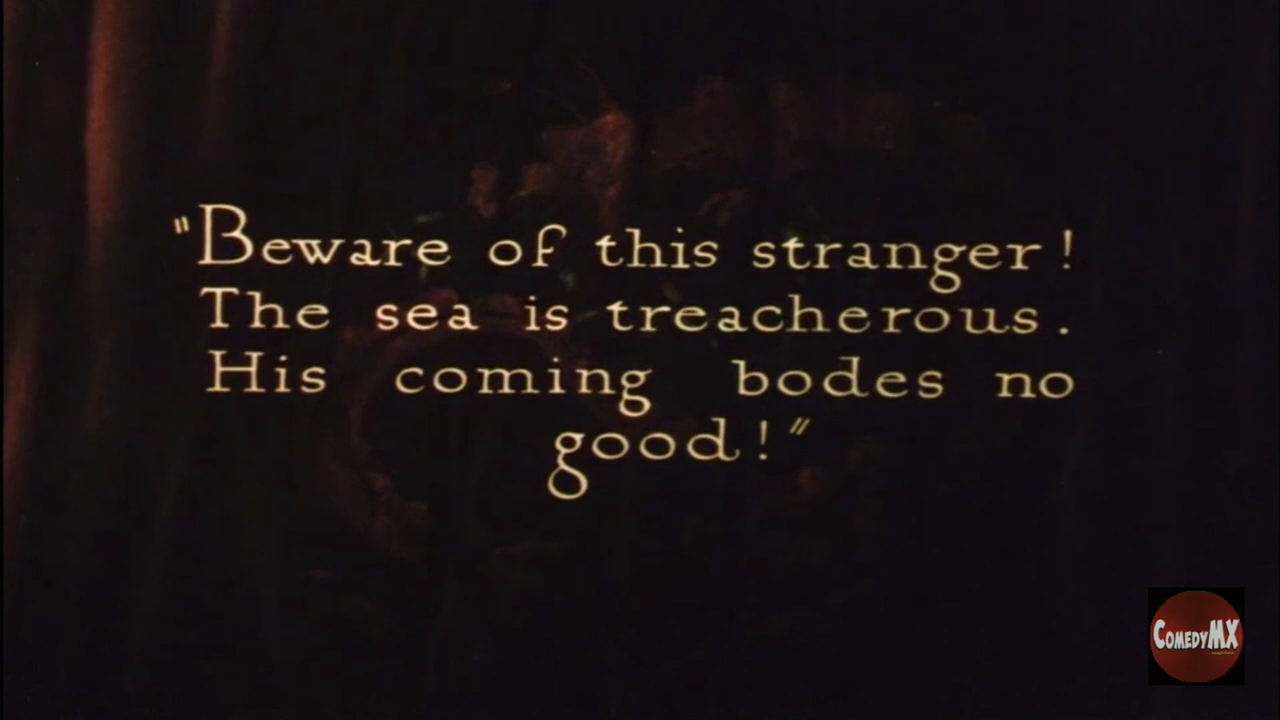 "Beware of this stranger!
The sea is treacherous.
His coming bodes no
good!"
COMEDYMX